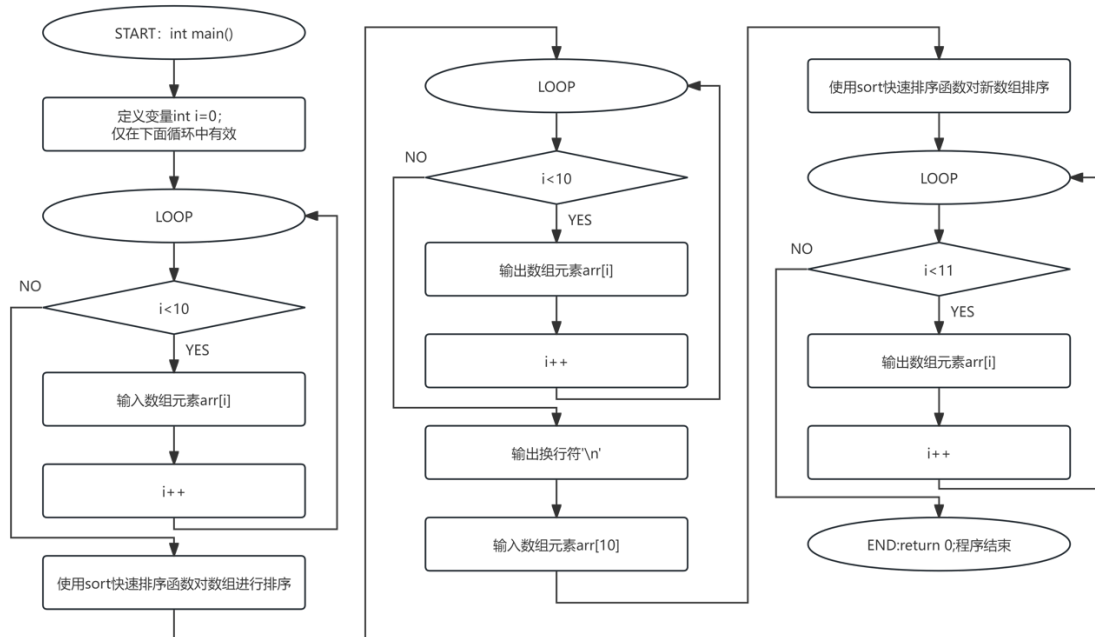 START：int main()
定义变量int i=0；
仅在下面循环中有效
LOOP
NO
i<10
YES
输入数组元素arr[i]
i++
使用sort快速排序函数对数组进行排序
LOOP
NO
i<10
YES
输出数组元素arr[i]
i++
输出换行符'\n'
输入数组元素arr[10]
使用sort快速排序函数对新数组排序
LOOP
NO
i<11
YES
输出数组元素arr[i]
i++
END:return 0;程序结束